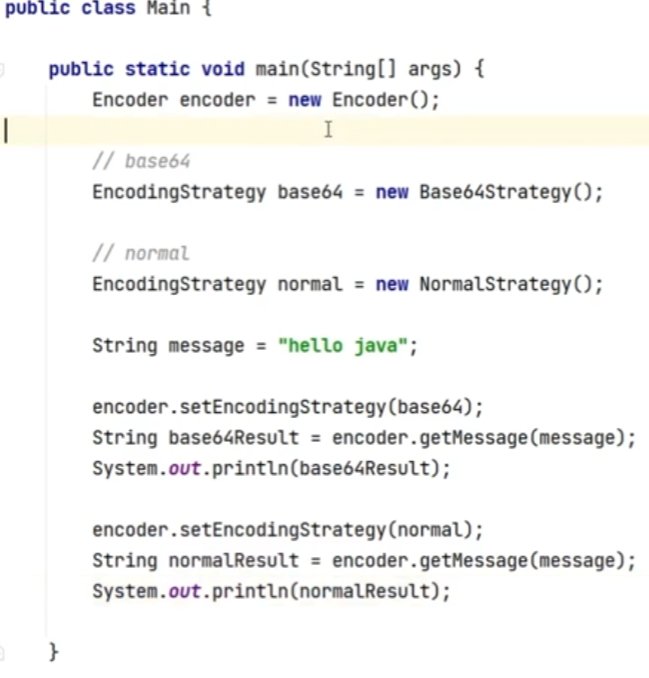 public class Main {
public static void main(String[] args) {
Encoder encoder = new Encoder();
// base64
EncodingStrategy base64 = new Base64Strategy();
// normal
EncodingStrategy normal = new NormalStrategy();
String message = "hello java";
encoder.setEncodingStrategy(base64);
String base64Result = encoder.getMessage(message);
System.out.println(base64Result);
encoder.setEncodingStrategy(normal);
String normalResult = encoder.getMessage(message);
System.out.println(normalResult);
}